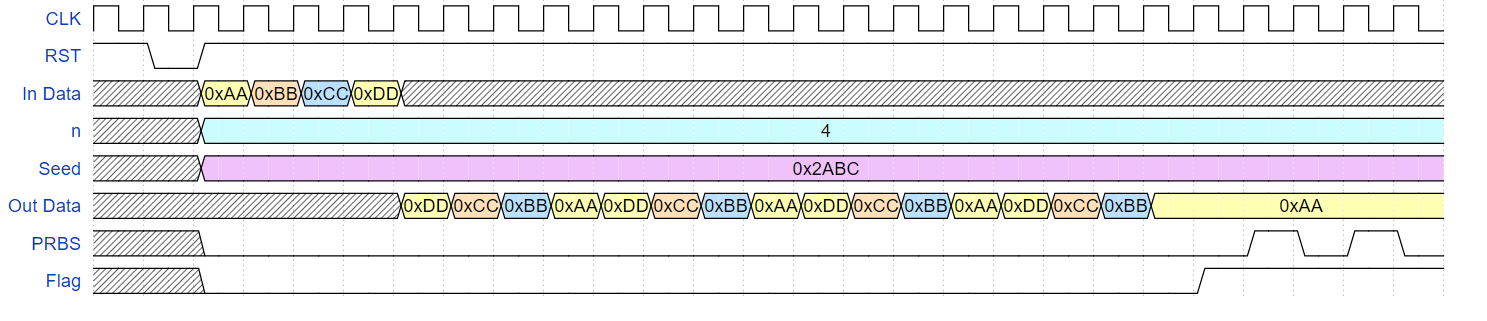 CLK
RST
In Data 0xAA 0xBB 0xCC 0xDD
n 4
Seed 0x2ABC
Out Data 0xDD 0xCC 0xBB 0xAA 0xDD 0xCC 0xBB 0xAA 0xDD 0xCC 0xBB 0xAA 0xDD 0xCC 0xBB 0xAA
PRBS
Flag